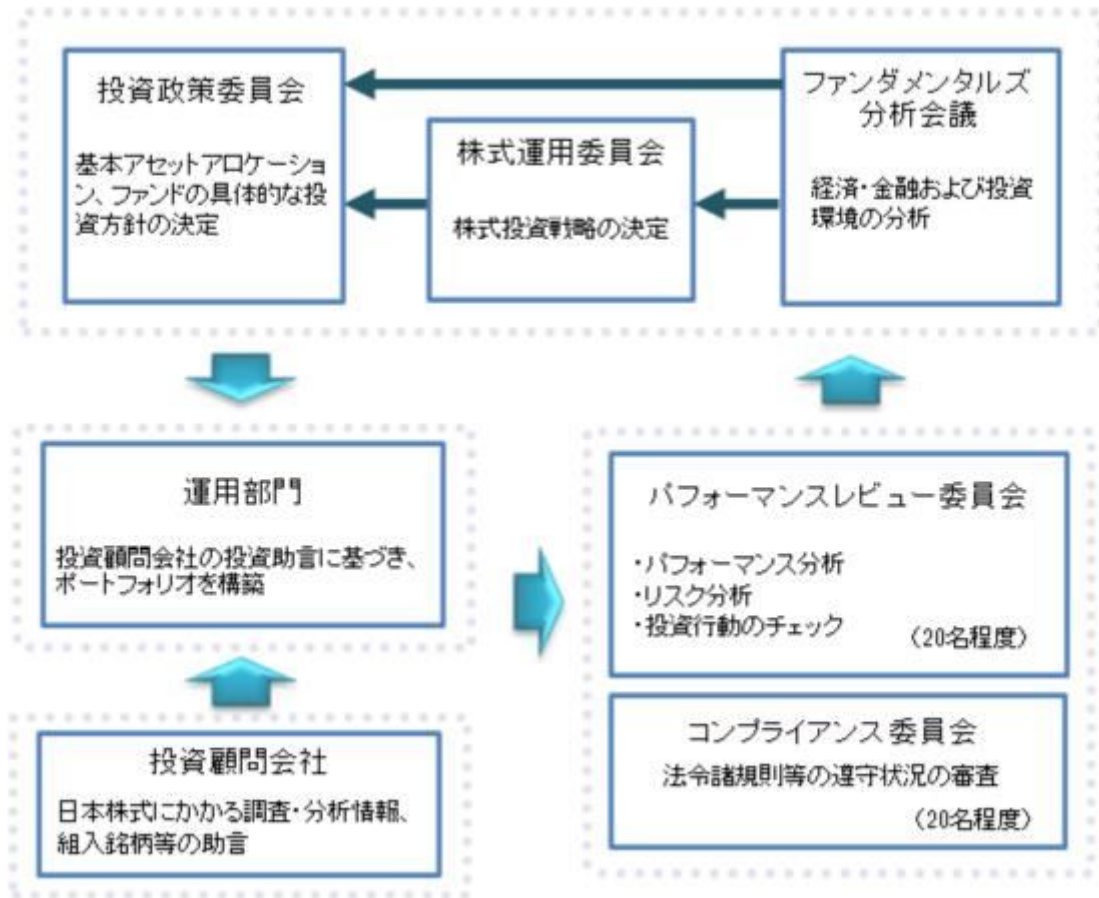 投資政策委員会
基本アセットアロケーショ
ン、ファンドの具体的な投
資方針の決定
株式運用委員会
株式投資戦略の決定
ファンダメンタルズ
分析会議
経済・金融および投資
環境の分析
運用部門
投資顧問会社の投資助言に基づき、
ポートフォリオを構築
投資顧問会社
日本株式にかかる調査・分析情報、
組入銘柄等の助言
パフォーマンスレビュー委員会
・パフォーマンス分析
・リスク分析
・投資行動のチェック
(20名程度)
コンプライアンス委員会
法令諸規則等の遵守状況の審査
(20名程度)